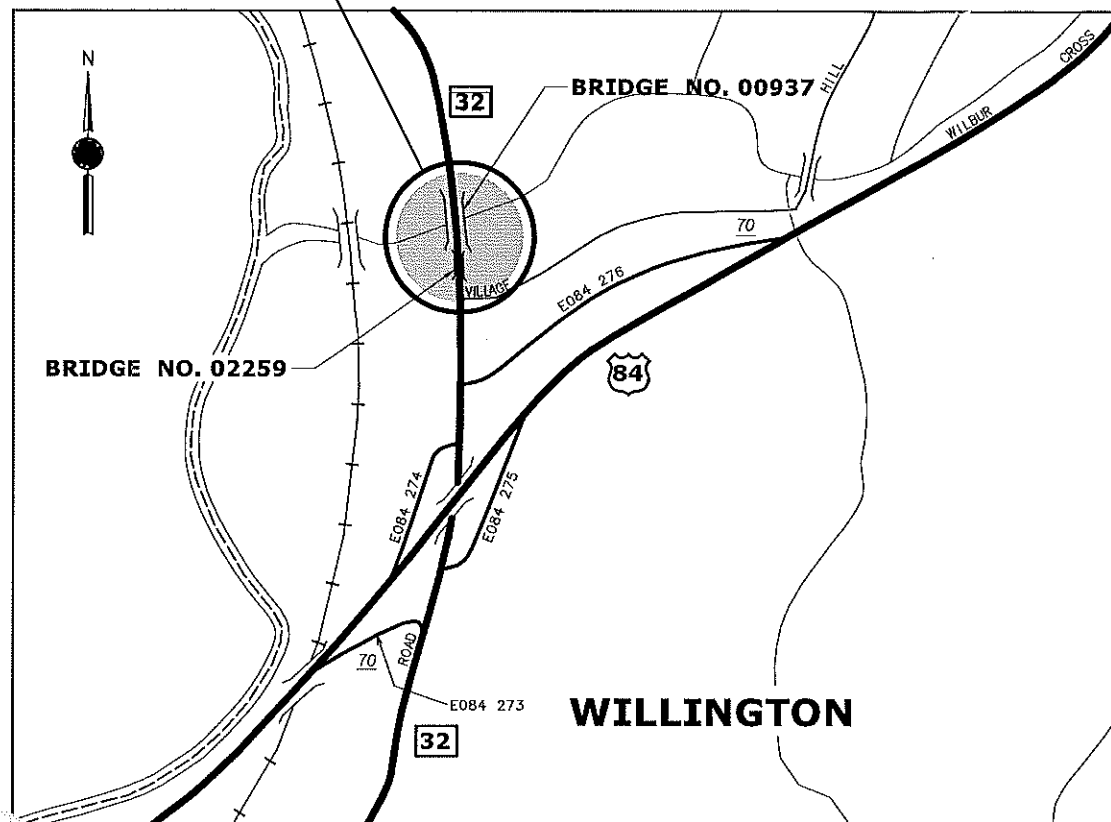 N
32
BRIDGE NO. 00937
HILL
WILBUR
CROSS
70
VILLAGE
E084 276
BRIDGE NO. 02259
84
E084 274
E084 275
ROAD
70
E084 273
WILLINGTON
32